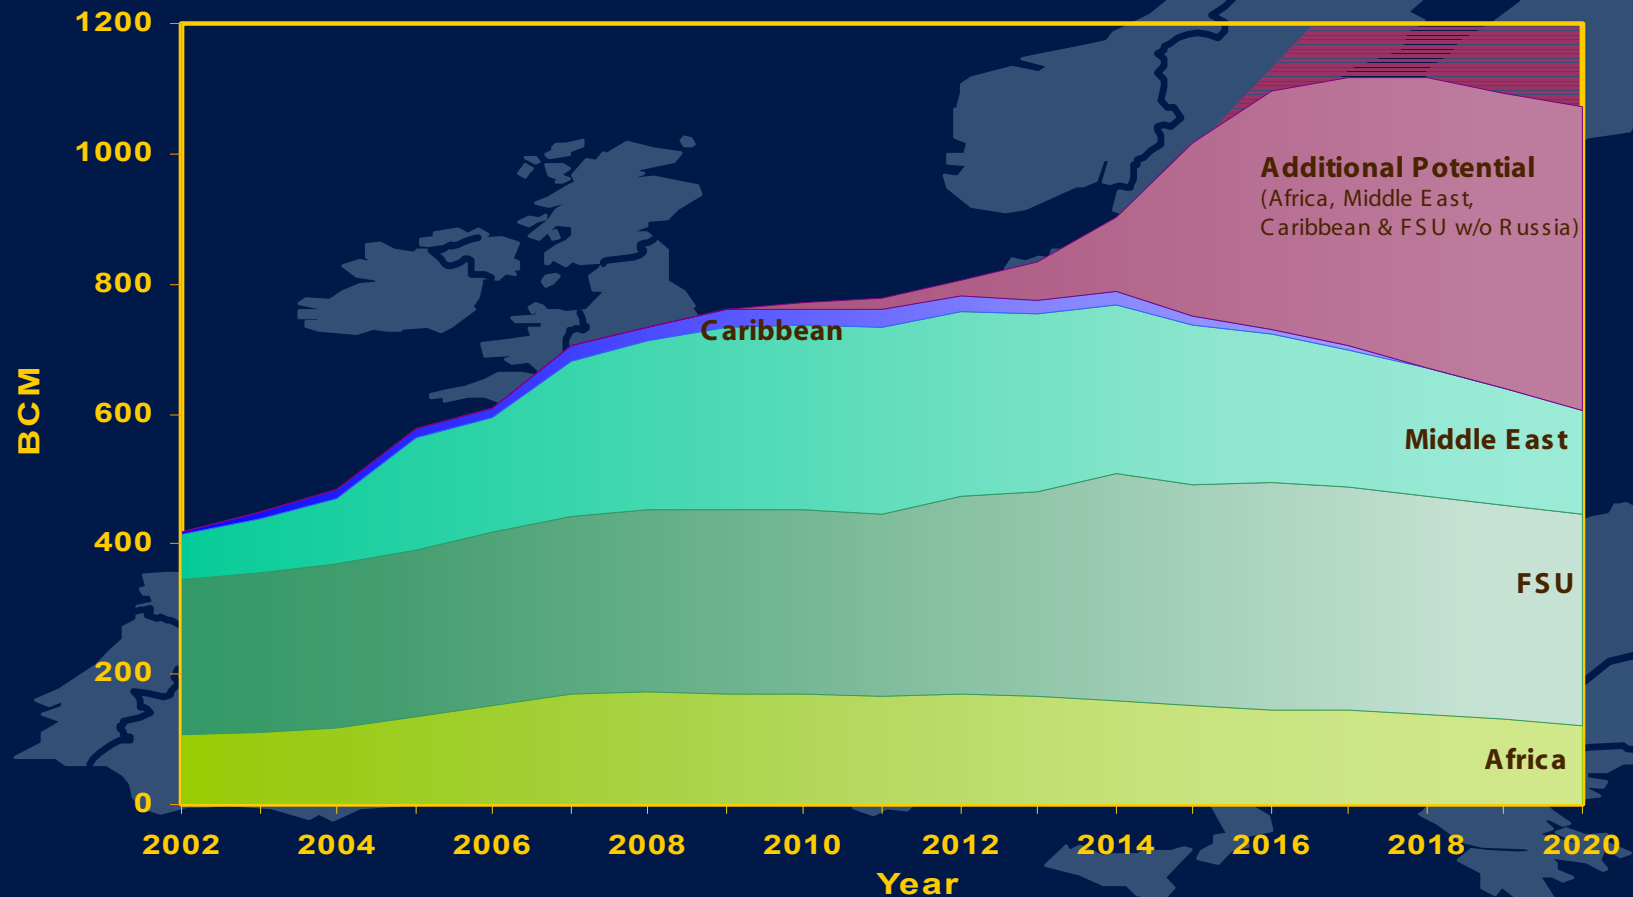 1200
1000
800
600
400
200
0
BCM
Additional Potential
(Africa, Middle East,
Caribbean & FSU w/o Russia)
Caribbean
Middle East
FSU
Africa
2002 2004 2006 2008 2010 2012 2014 2016 2018 2020
Year